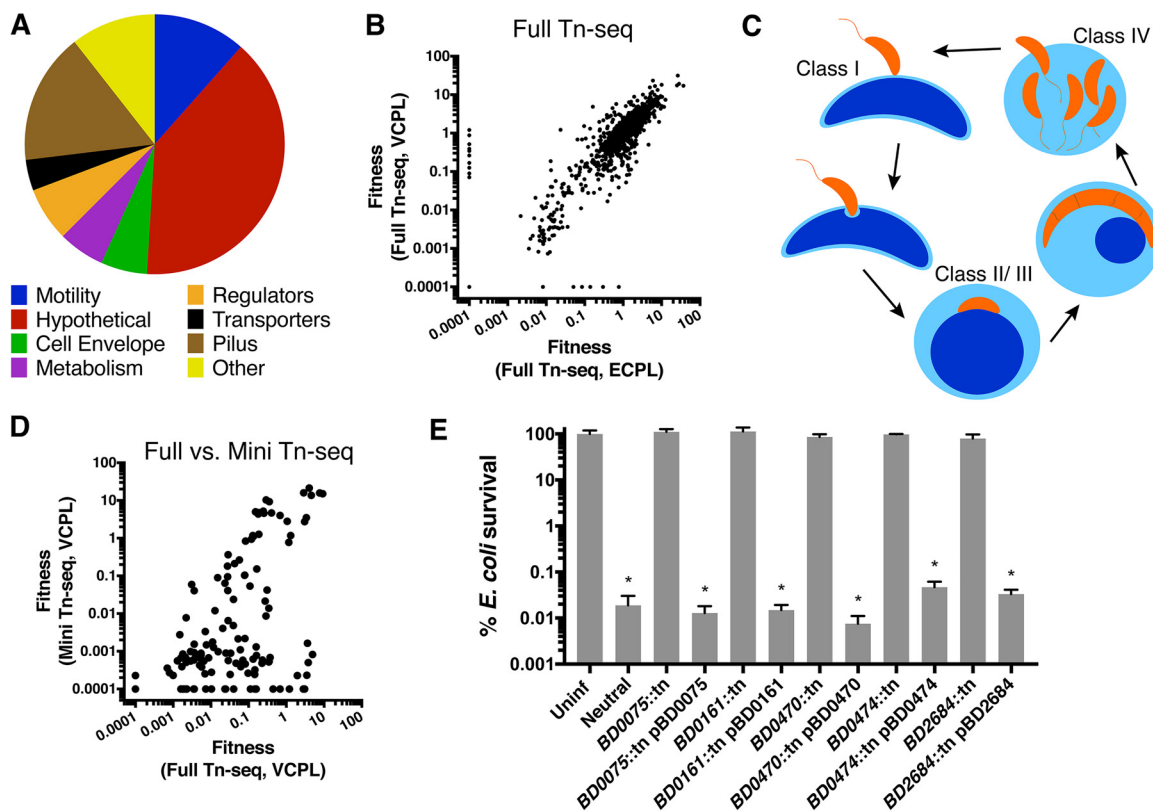 A
Motility
Hypothetical
Cell Envelope
Metabolism
Regulators
Transporters
Pilus
Other
B
Full Tn-seq
Fitness
(Full Tn-seq, VCPL)
100
10
1
0.1
0.01
0.001
0.0001
0.0001
0.01
0.1
1
10
100
Fitness
(Full Tn-seq, ECPL)
C
Class I
Class IV
Class II/ III
D
Full vs. Mini Tn-seq
Fitness
(Mini Tn-seq, VCPL)
100
10
1
0.1
0.01
0.001
0.0001
0.0001
0.001
0.01
0.1
1
10
100
Fitness
(Full Tn-seq, VCPL)
E
% E. coli survival
100
10
1
0.1
0.01
0.001
* * * * * *
Uninf
Neutral
BD0075::tn
BD0075::tn pBD0075
BD0161::tn
BD0161::tn pBD0161
BD0470::tn
BD0470::tn pBD0470
BD0474::tn
BD0474::tn pBD0474
BD2684::tn
BD2684::tn pBD2684